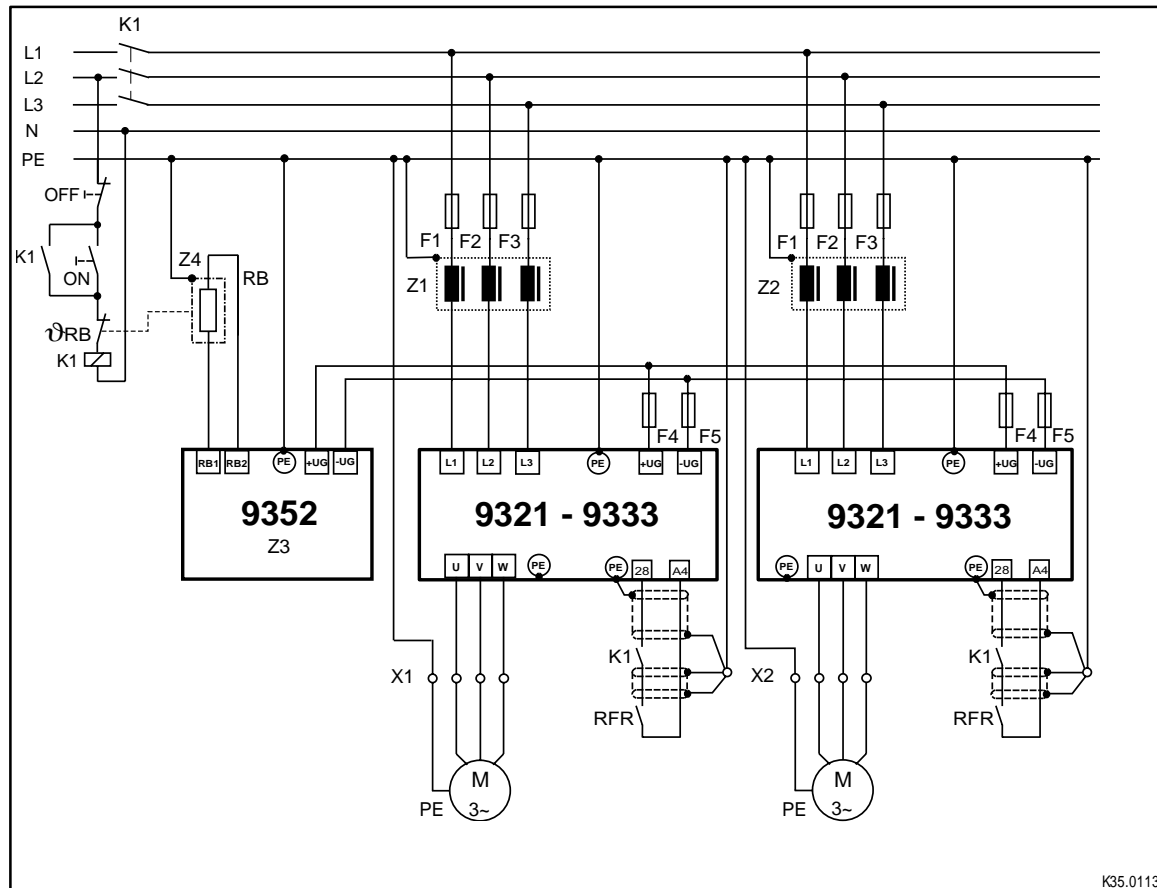 K1
L1
L2
L3
N
PE
OFF
K1
ON
Z4
RB
ϑRB
K1
F1 F2 F3
Z1
F1 F2 F3
Z2
F4 F5
F4 F5
RB1 RB2 PE +UG -UG
9352
Z3
L1 L2 L3 PE +UG -UG
9321 - 9333
U V W PE PE 28 A4
L1 L2 L3 PE +UG -UG
9321 - 9333
PE U V W PE 28 A4
K1
X1
RFR
M
3~
PE
K1
X2
RFR
M
3~
PE
K35.0113